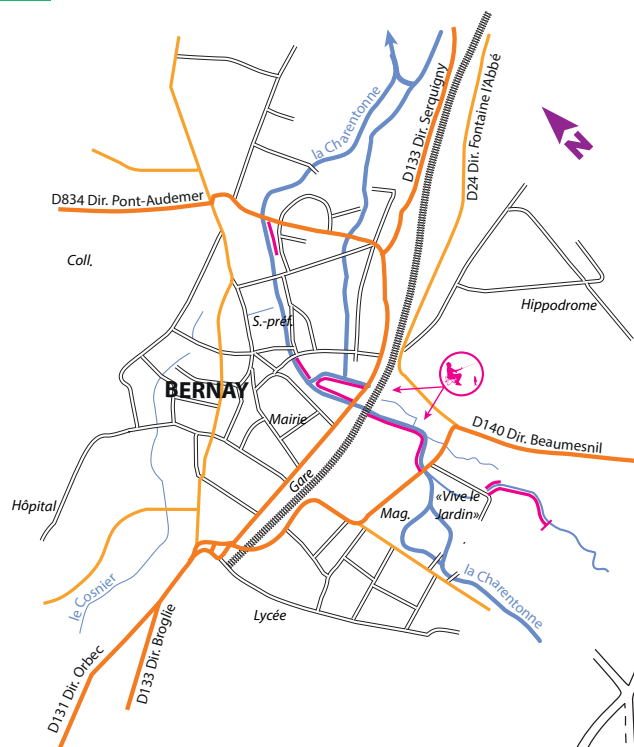 la Charentonne
D133 Dir. Serquigny
D24 Dir. Fontaine l'Abbé
N
D834 Dir. Pont-Audemer
Coll.
Hippodrome
S.-préf.
BERNAY
Mairie
D140 Dir. Beaumesnil
Gare
«Vive le
Jardin»
Hôpital
Mag.
le Cosnier
la Charentonne
Lycée
D131 Dir. Orbec
D133 Dir. Broglie